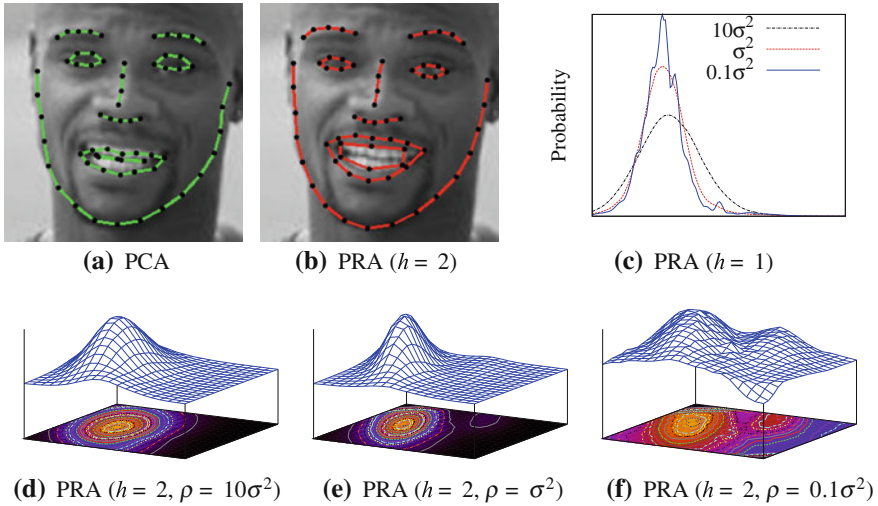 (a) PCA
(b) PRA (h = 2)
10σ²
σ²
0.1σ²
Probability
(c) PRA (h = 1)
(d) PRA (h = 2, ρ = 10σ²)
(e) PRA (h = 2, ρ = σ²)
(f) PRA (h = 2, ρ = 0.1σ²)